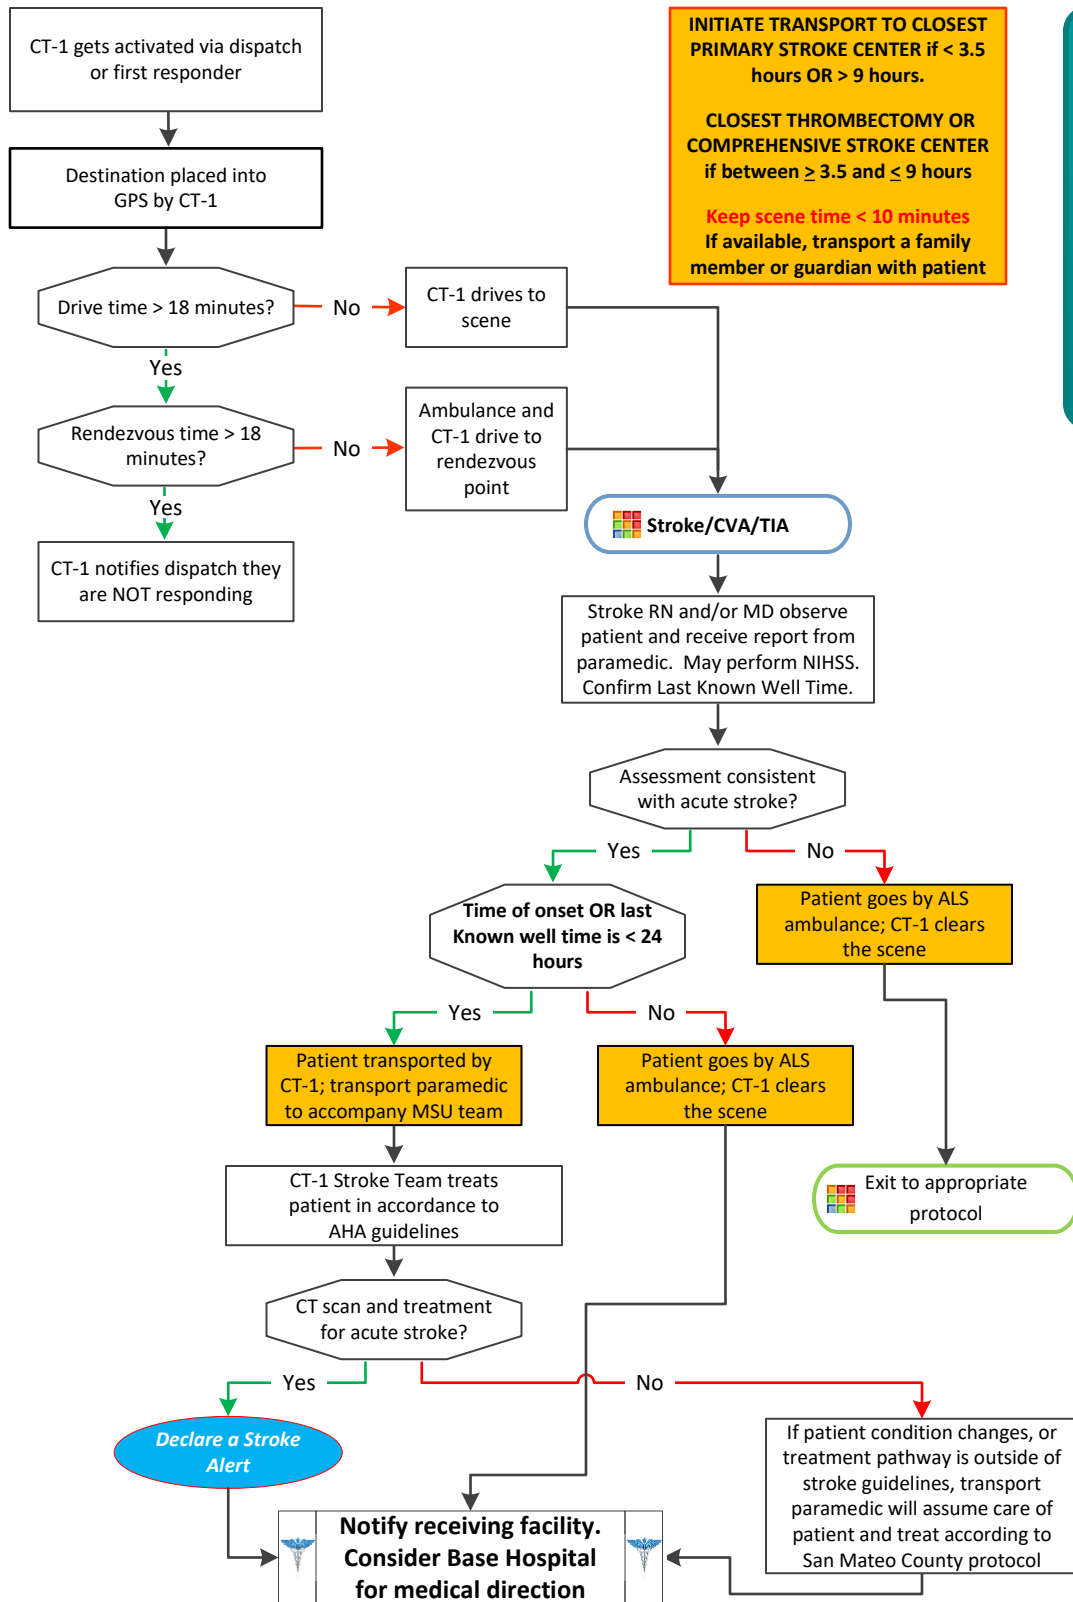 CT-1 gets activated via dispatch
or first responder
INITIATE TRANSPORT TO CLOSEST
PRIMARY STROKE CENTER if < 3.5
hours OR > 9 hours.
CLOSEST THROMBECTOMY OR
COMPREHENSIVE STROKE CENTER
if between ≥ 3.5 and ≤ 9 hours
Keep scene time < 10 minutes
If available, transport a family
member or guardian with patient
Destination placed into
GPS by CT-1
Drive time > 18 minutes?
No
CT-1 drives to
scene
Yes
Rendezvous time > 18
minutes?
No
Ambulance and
CT-1 drive to
rendezvous
point
Yes
CT-1 notifies dispatch they
are NOT responding
Stroke/CVA/TIA
Stroke RN and/or MD observe
patient and receive report from
paramedic.  May perform NIHSS.
Confirm Last Known Well Time.
Assessment consistent
with acute stroke?
Yes
No
Time of onset OR last
Known well time is < 24
hours
Patient goes by ALS
ambulance; CT-1 clears
the scene
Yes
No
Patient transported by
CT-1; transport paramedic
to accompany MSU team
Patient goes by ALS
ambulance; CT-1 clears
the scene
CT-1 Stroke Team treats
patient in accordance to
AHA guidelines
Exit to appropriate
protocol
CT scan and treatment
for acute stroke?
Yes
No
Declare a Stroke
Alert
If patient condition changes, or
treatment pathway is outside of
stroke guidelines, transport
paramedic will assume care of
patient and treat according to
San Mateo County protocol
Notify receiving facility.
Consider Base Hospital
for medical direction